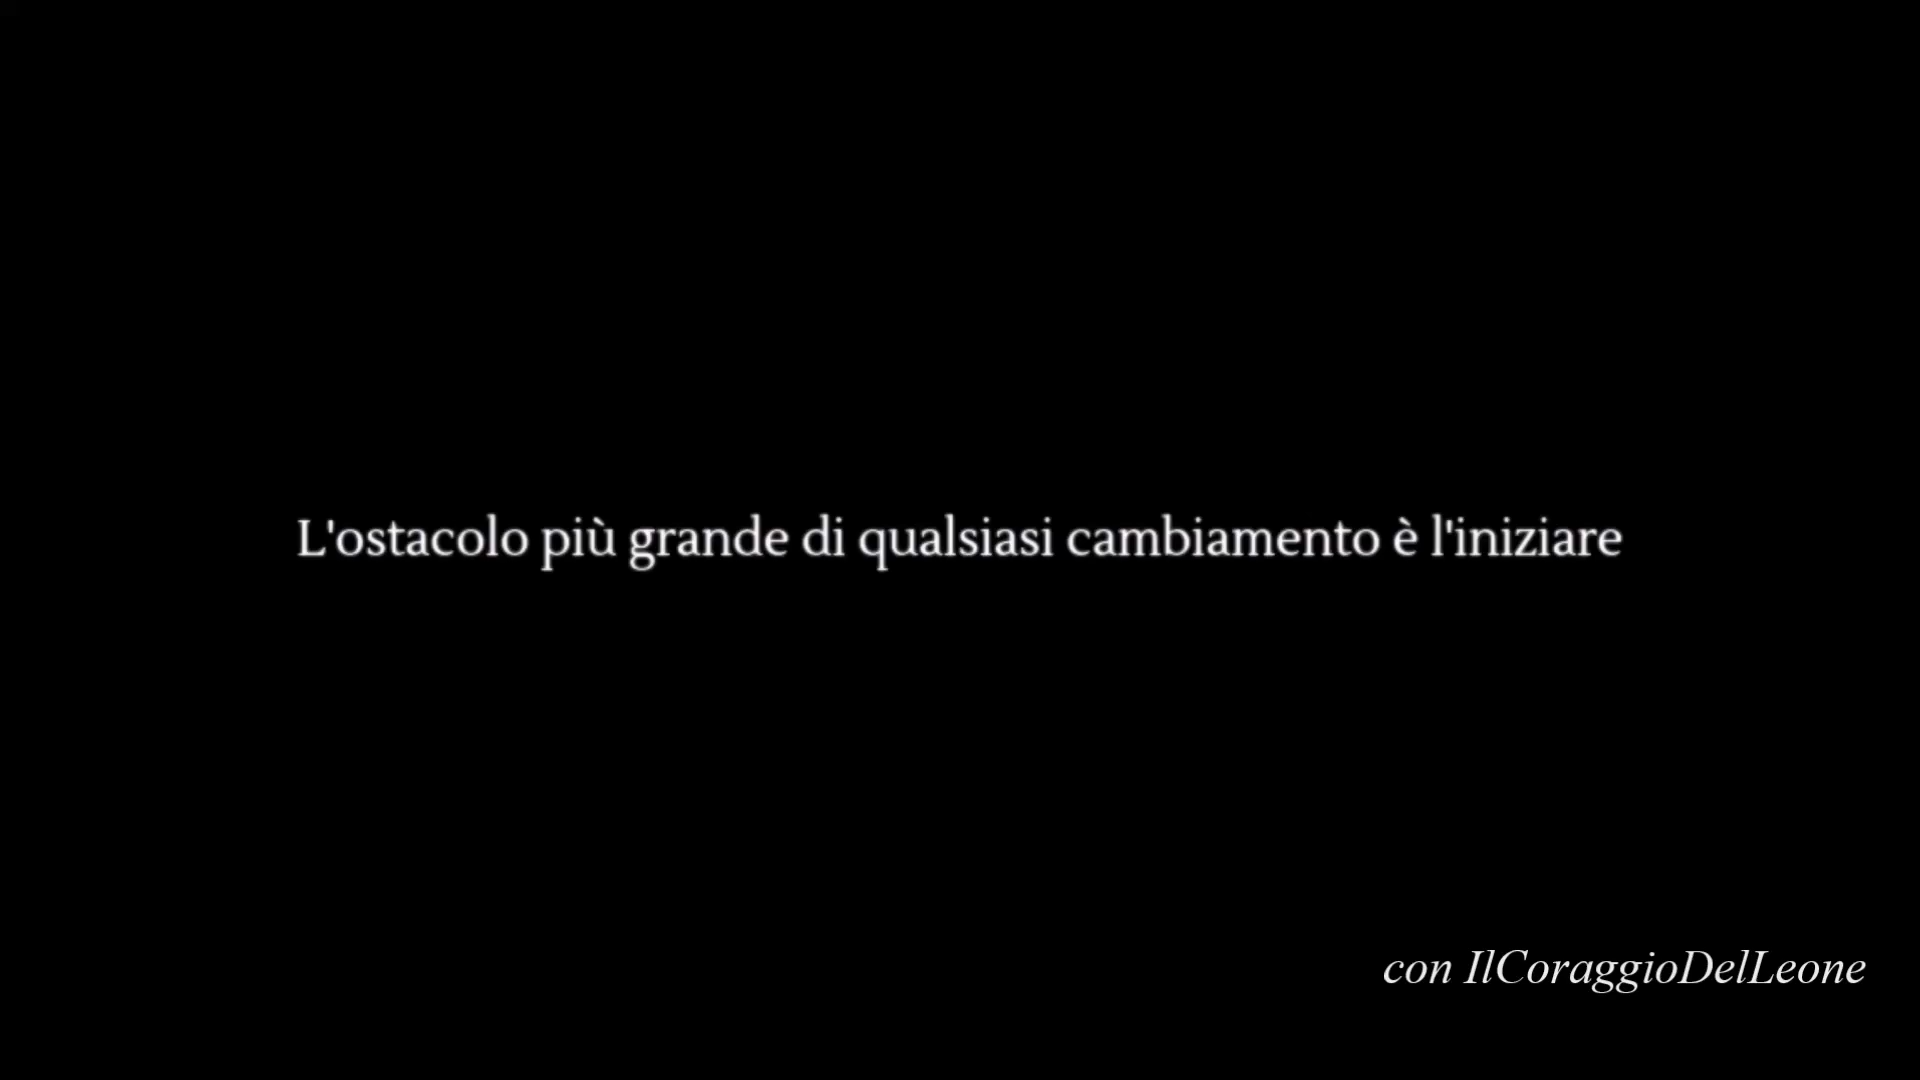 L'ostacolo più grande di qualsiasi cambiamento è l'iniziare
con IlCoraggioDelLeone